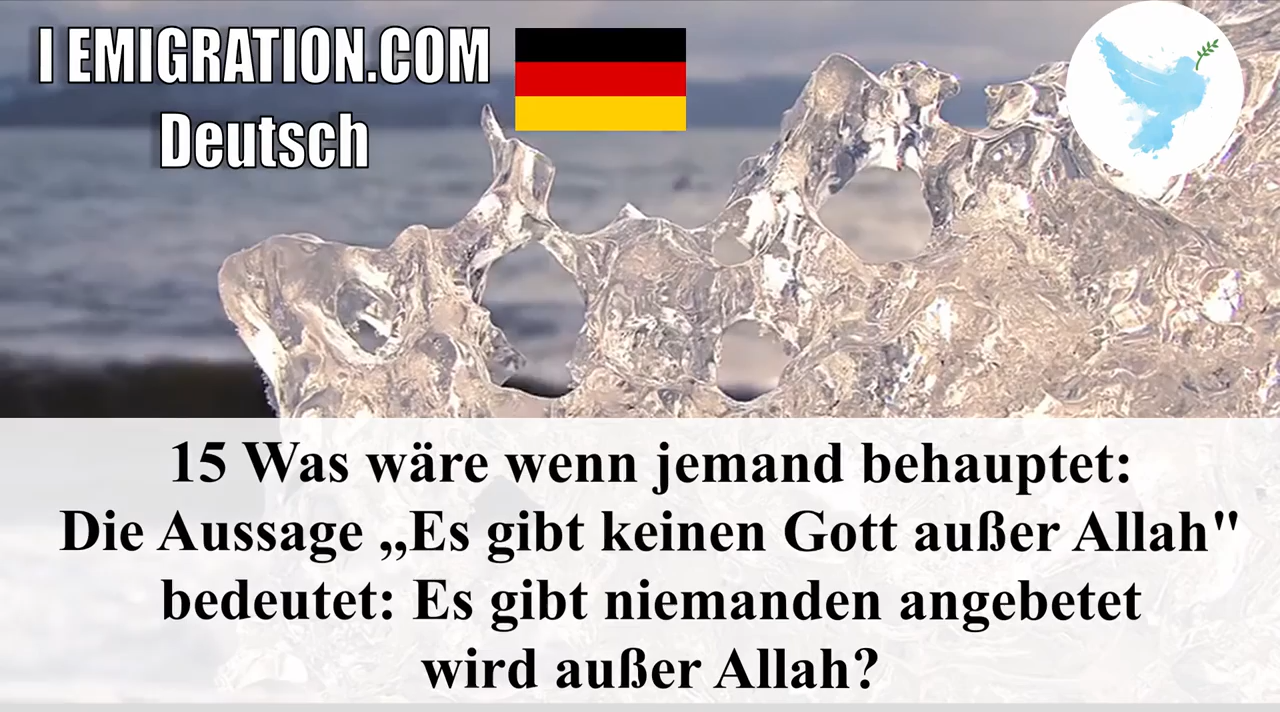 I EMIGRATION.COM
Deutsch
15 Was wäre wenn jemand behauptet:
Die Aussage „Es gibt keinen Gott außer Allah"
bedeutet: Es gibt niemanden angebetet
wird außer Allah?